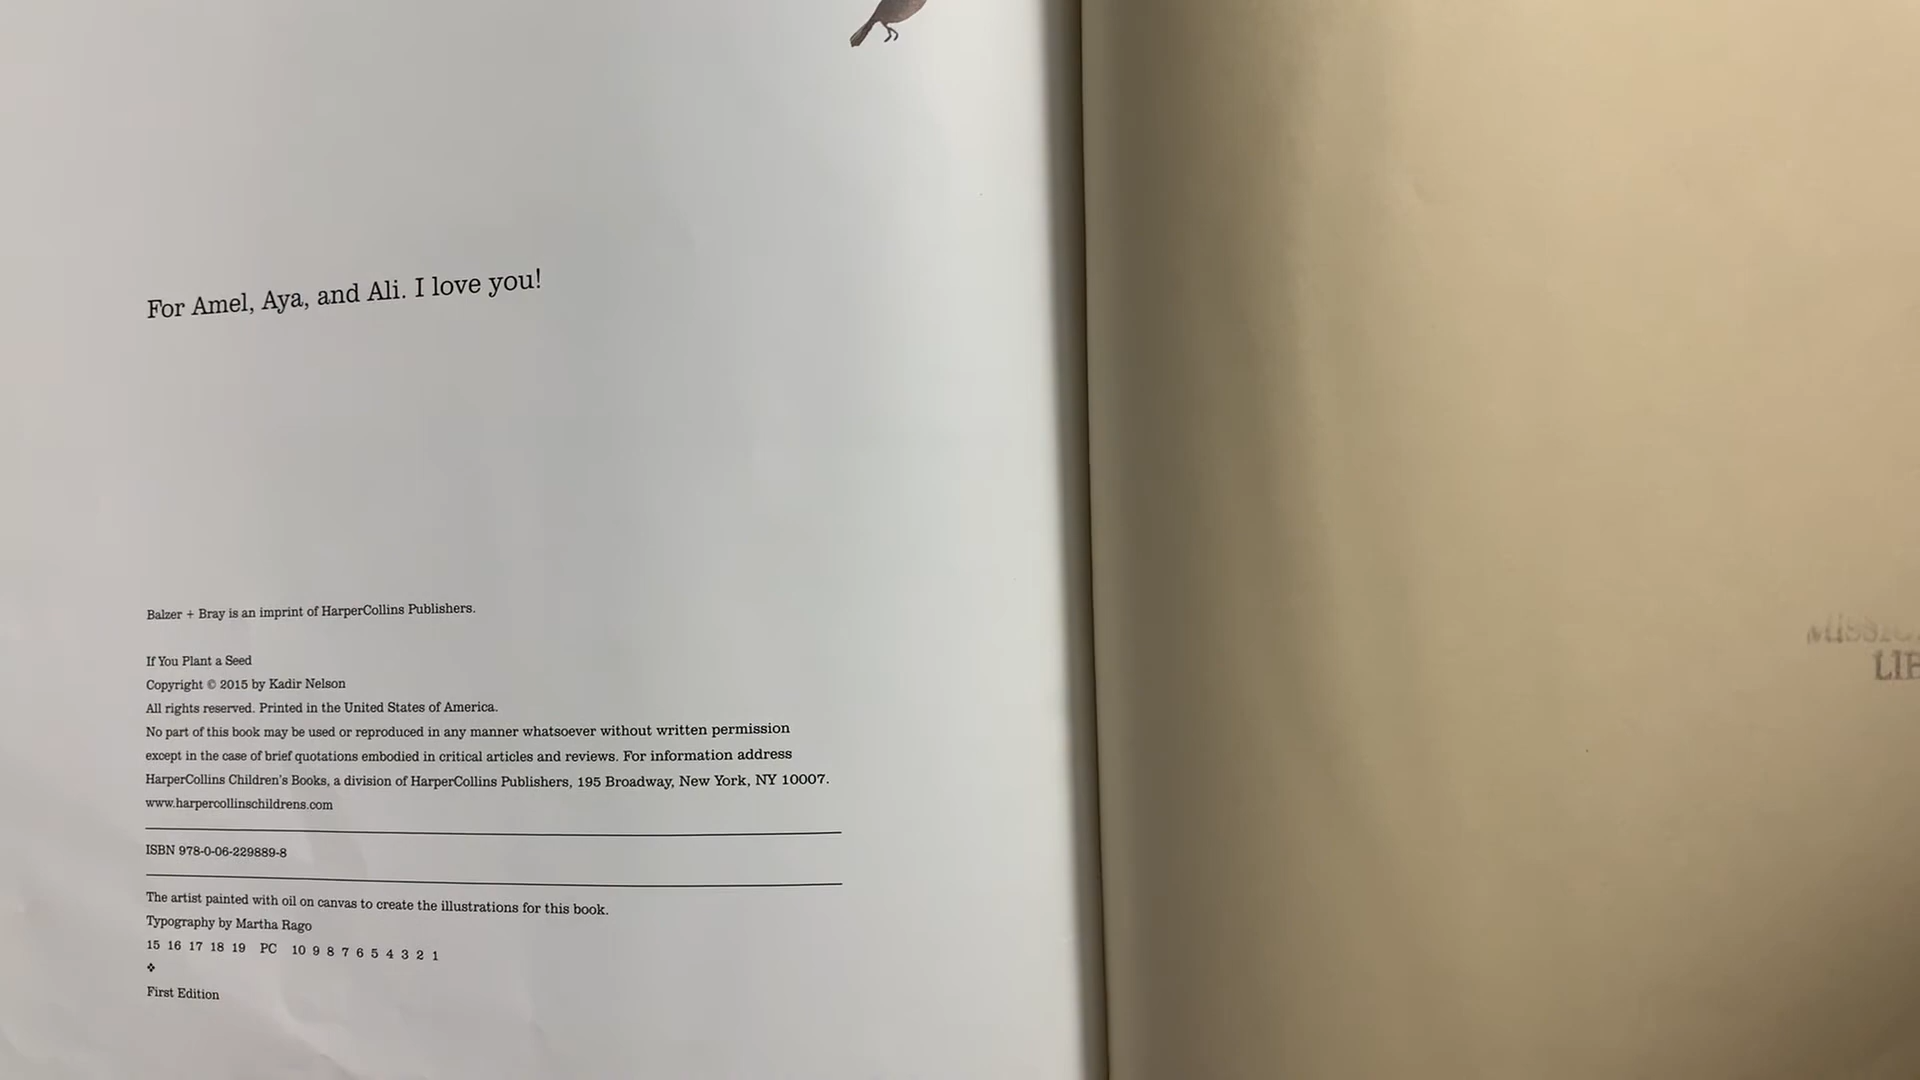 For Amel, Aya, and Ali. I love you!
Balzer + Bray is an imprint of HarperCollins Publishers.
If You Plant a Seed
Copyright © 2015 by Kadir Nelson
All rights reserved. Printed in the United States of America.
No part of this book may be used or reproduced in any manner whatsoever without written permission
except in the case of brief quotations embodied in critical articles and reviews. For information address
HarperCollins Children's Books, a division of HarperCollins Publishers, 195 Broadway, New York, NY 10007.
www.harpercollinschildrens.com
ISBN 978-0-06-229889-8
The artist painted with oil on canvas to create the illustrations for this book.
Typography by Martha Rago
15 16 17 18 19 PC 10 9 8 7 6 5 4 3 2 1
❖
First Edition